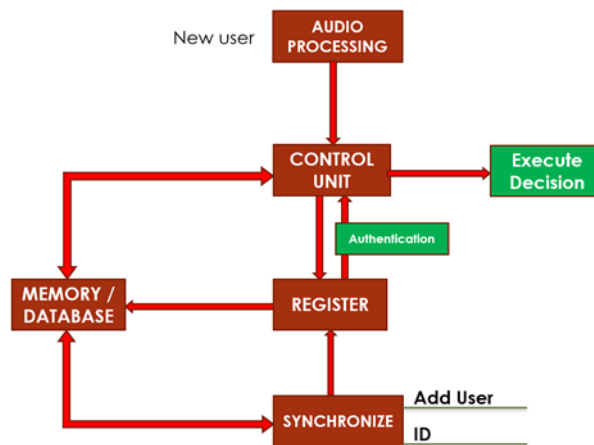 New user
AUDIO
PROCESSING
CONTROL
UNIT
Execute
Decision
Authentication
MEMORY /
DATABASE
REGISTER
SYNCHRONIZE
Add User
ID